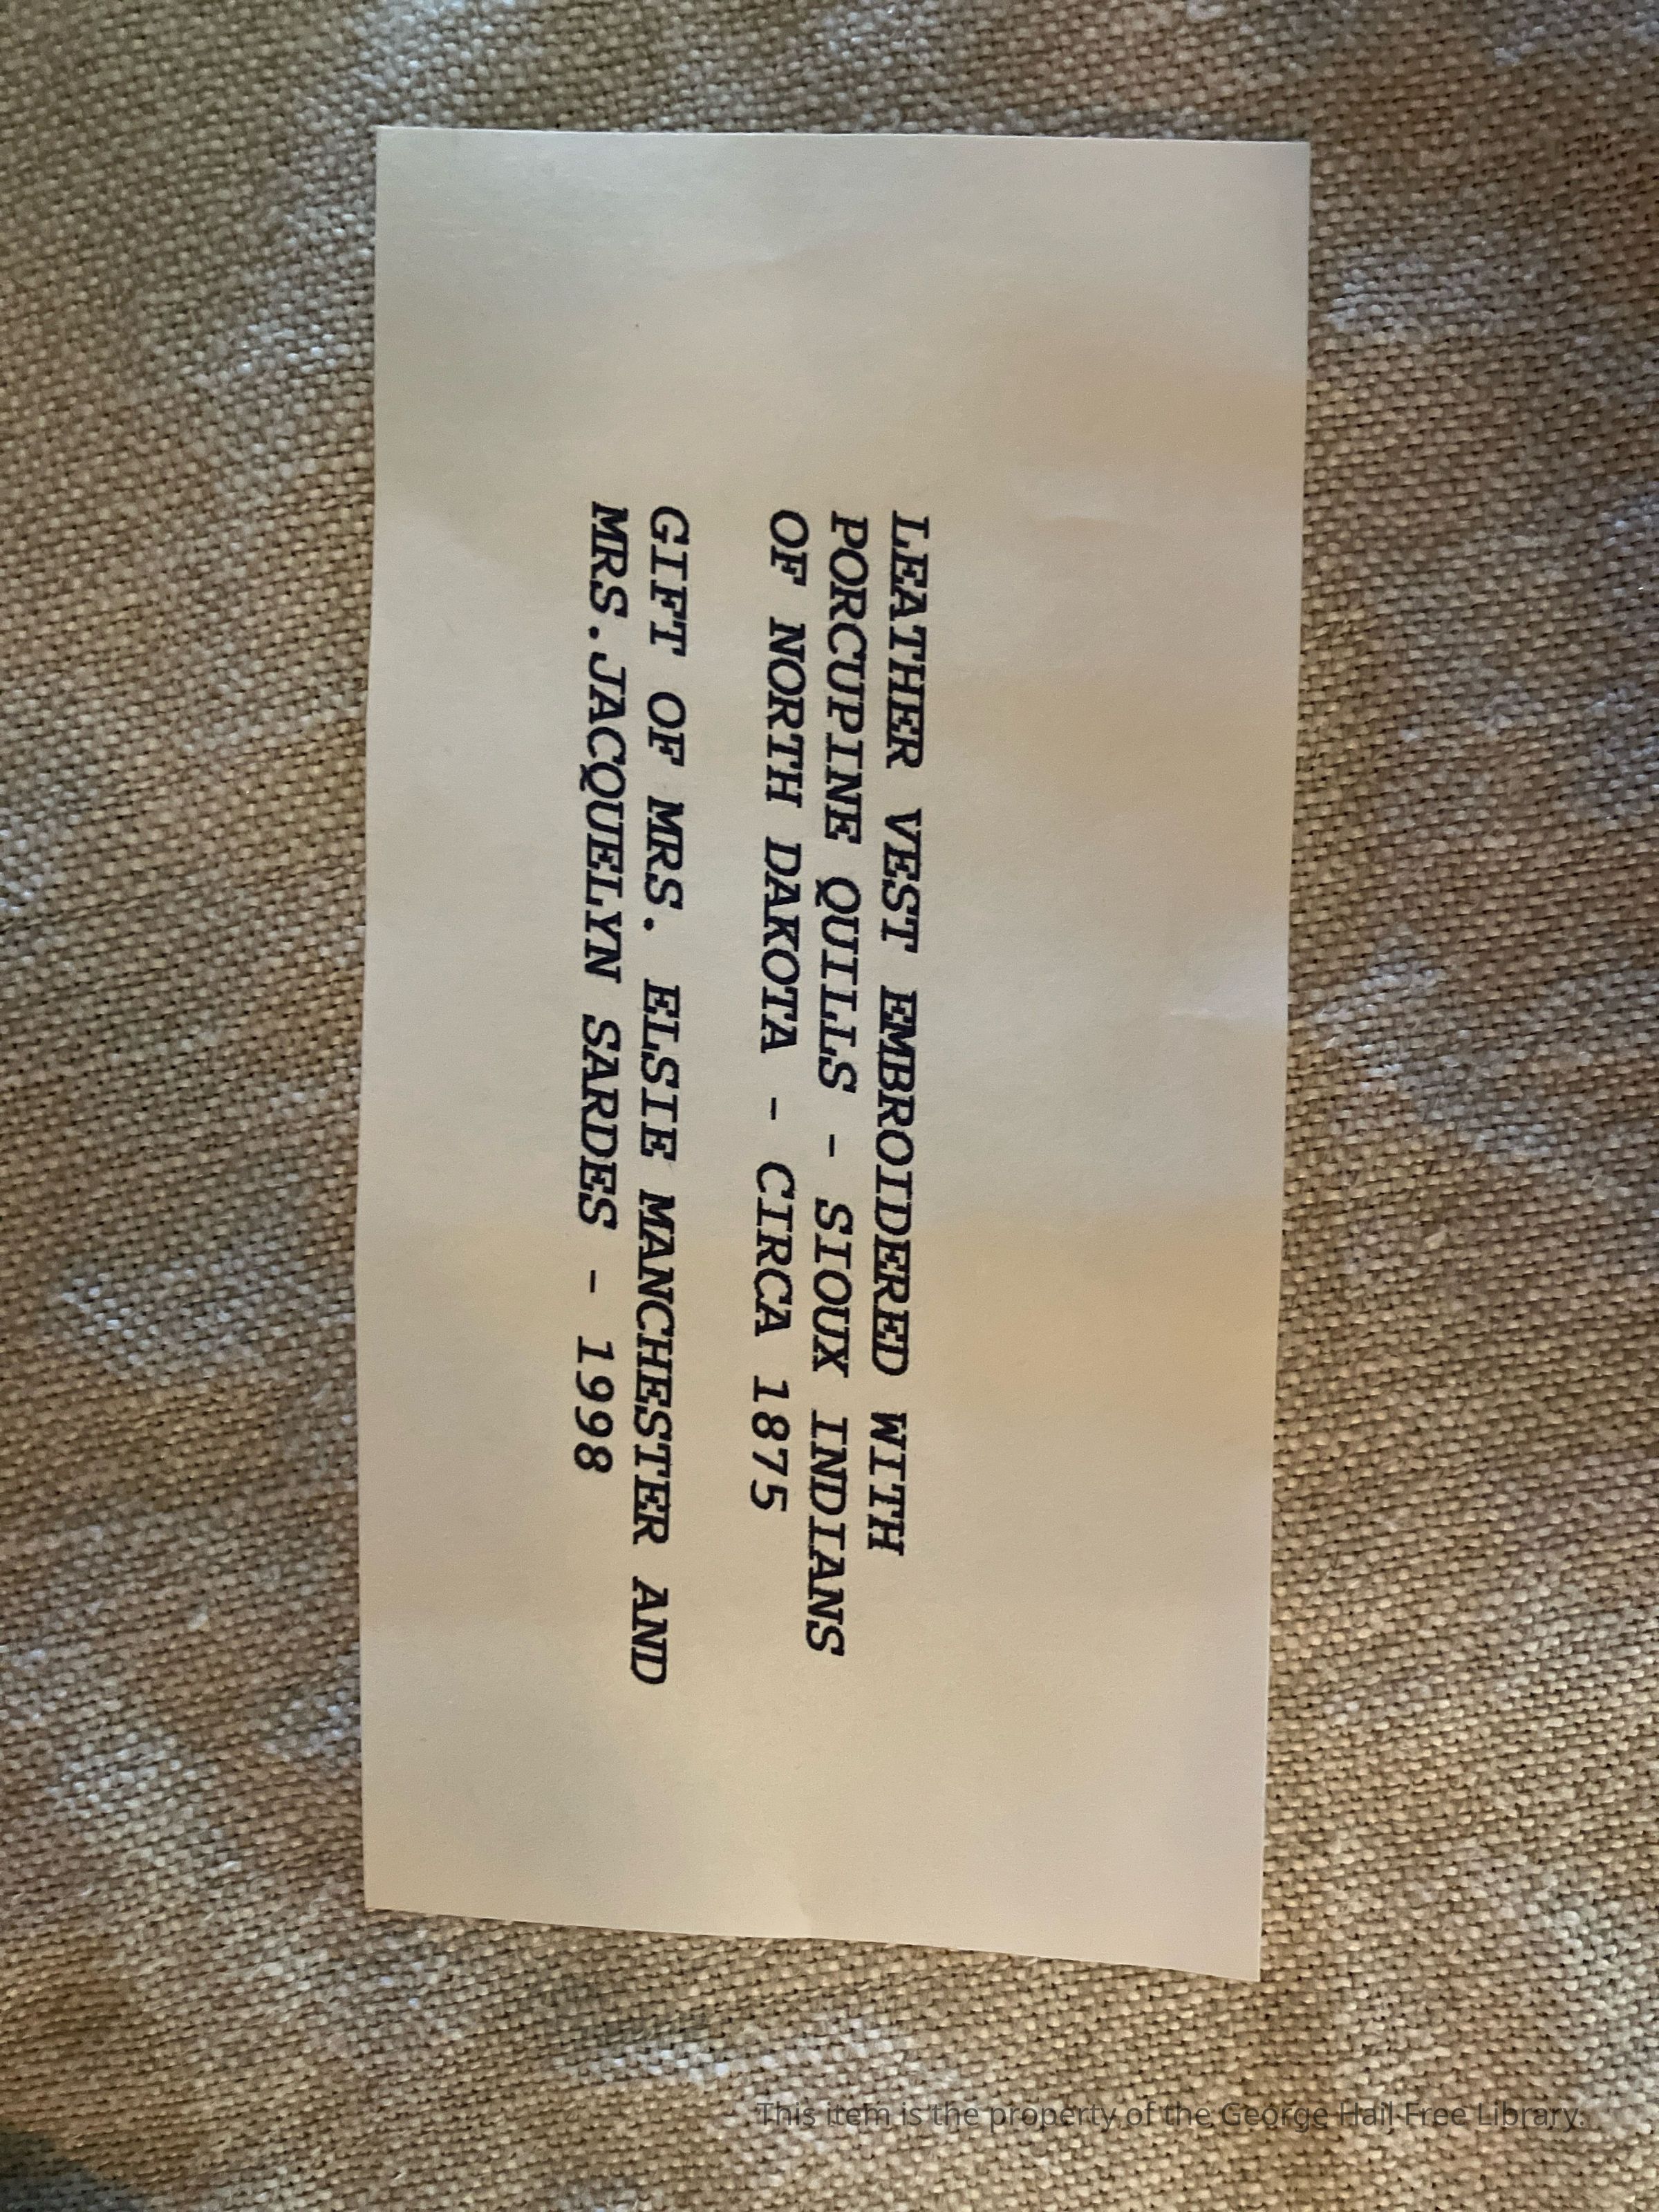 LEATHER VEST EMBROIDERED WITH
PORCUPINE QUILLS - SIOUX INDIANS
OF NORTH DAKOTA - CIRCA 1875
GIFT OF MRS. ELSIE MANCHESTER AND
MRS.JACQUELYN SARDES - 1998
This item is the property of the George Hail Free Library.